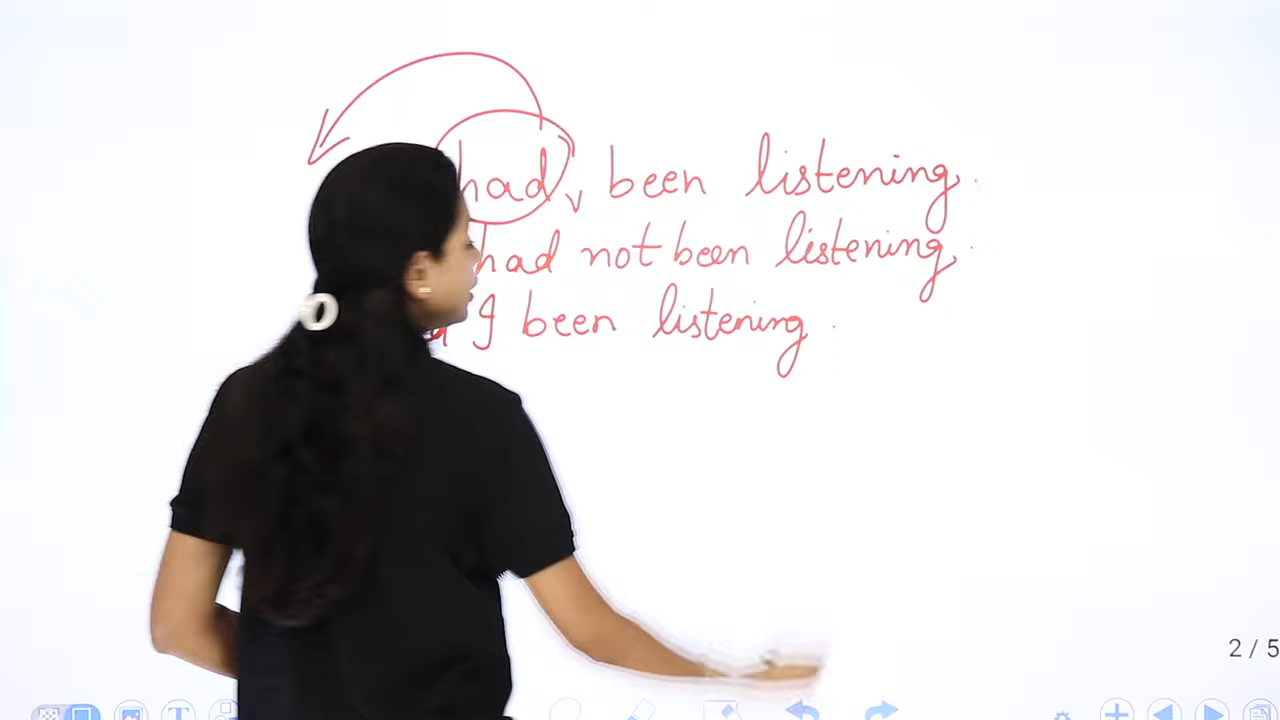 had been listening.
had not been listening.
I been listening.
2 / 5
T